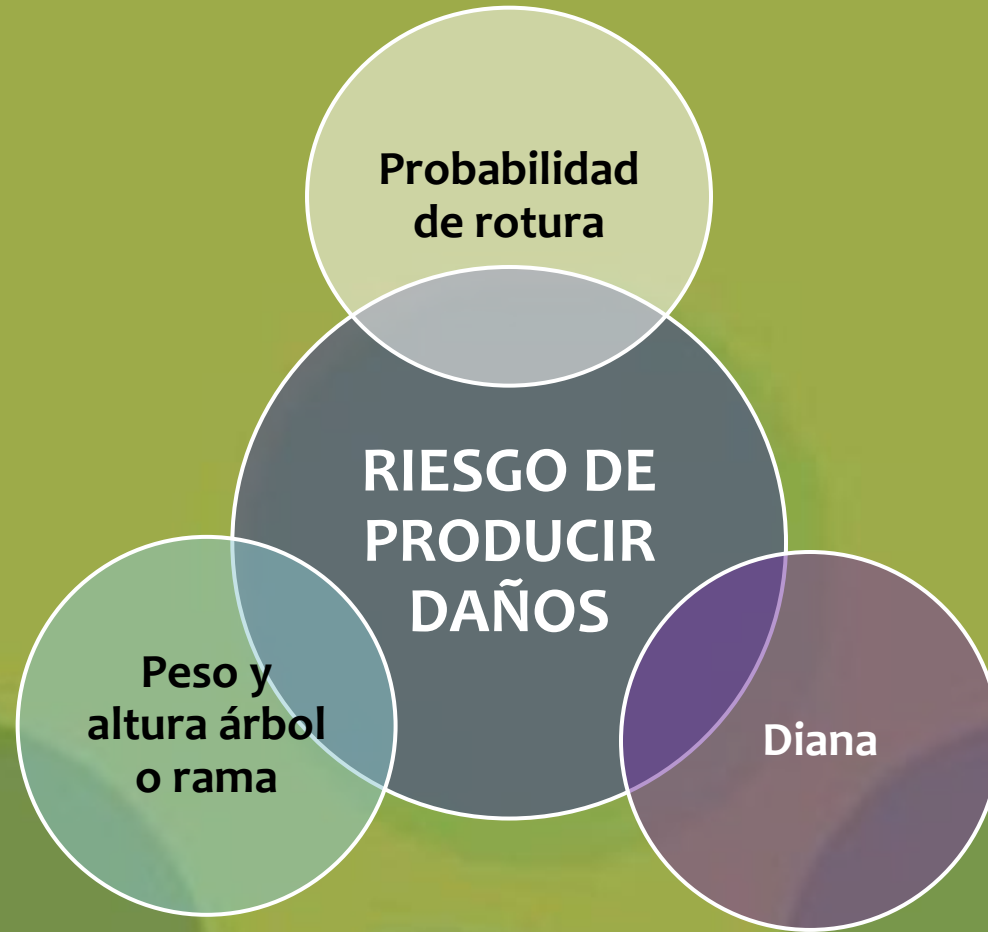 Probabilidad
de rotura
RIESGO DE
PRODUCIR
DAÑOS
Peso y
altura árbol
o rama
Diana